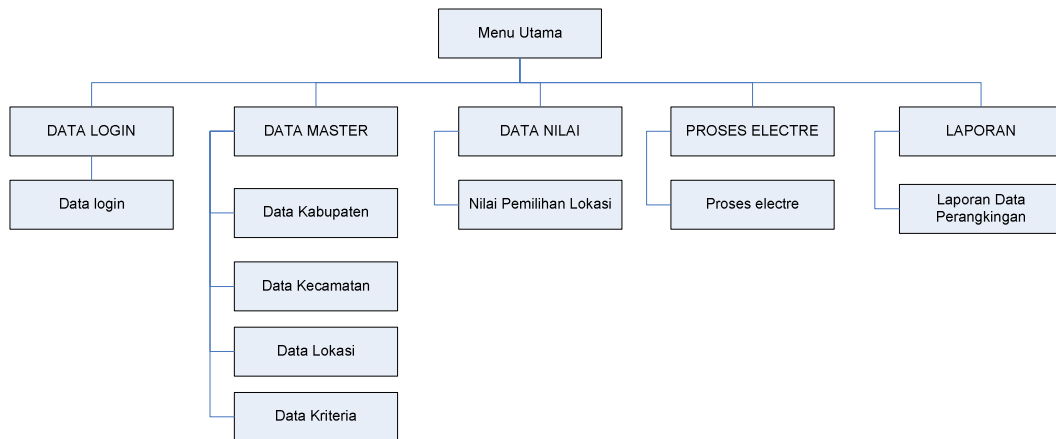 Menu Utama
DATA LOGIN
DATA MASTER
DATA NILAI
PROSES ELECTRE
LAPORAN
Data login
Data Kabupaten
Nilai Pemilihan Lokasi
Proses electre
Laporan Data
Perangkingan
Data Kecamatan
Data Lokasi
Data Kriteria